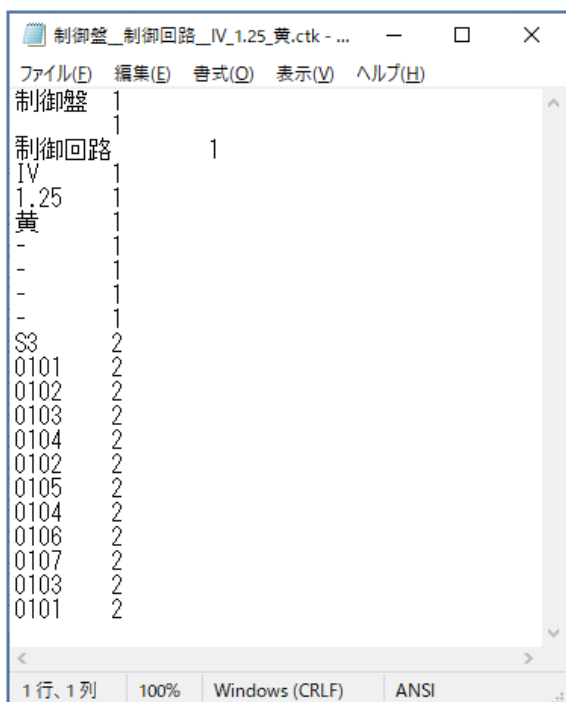 制御盤__制御回路__IV_1.25_黄.ctk - ...
ファイル(F) 編集(E) 書式(O) 表示(V) ヘルプ(H)
制御盤 1
1
制御回路 1
IV 1
1.25 1
黄 1
- 1
- 1
- 1
- 1
S3 2
0101 2
0102 2
0103 2
0104 2
0102 2
0105 2
0104 2
0106 2
0107 2
0103 2
0101 2
1 行、1 列 100% Windows (CRLF) ANSI